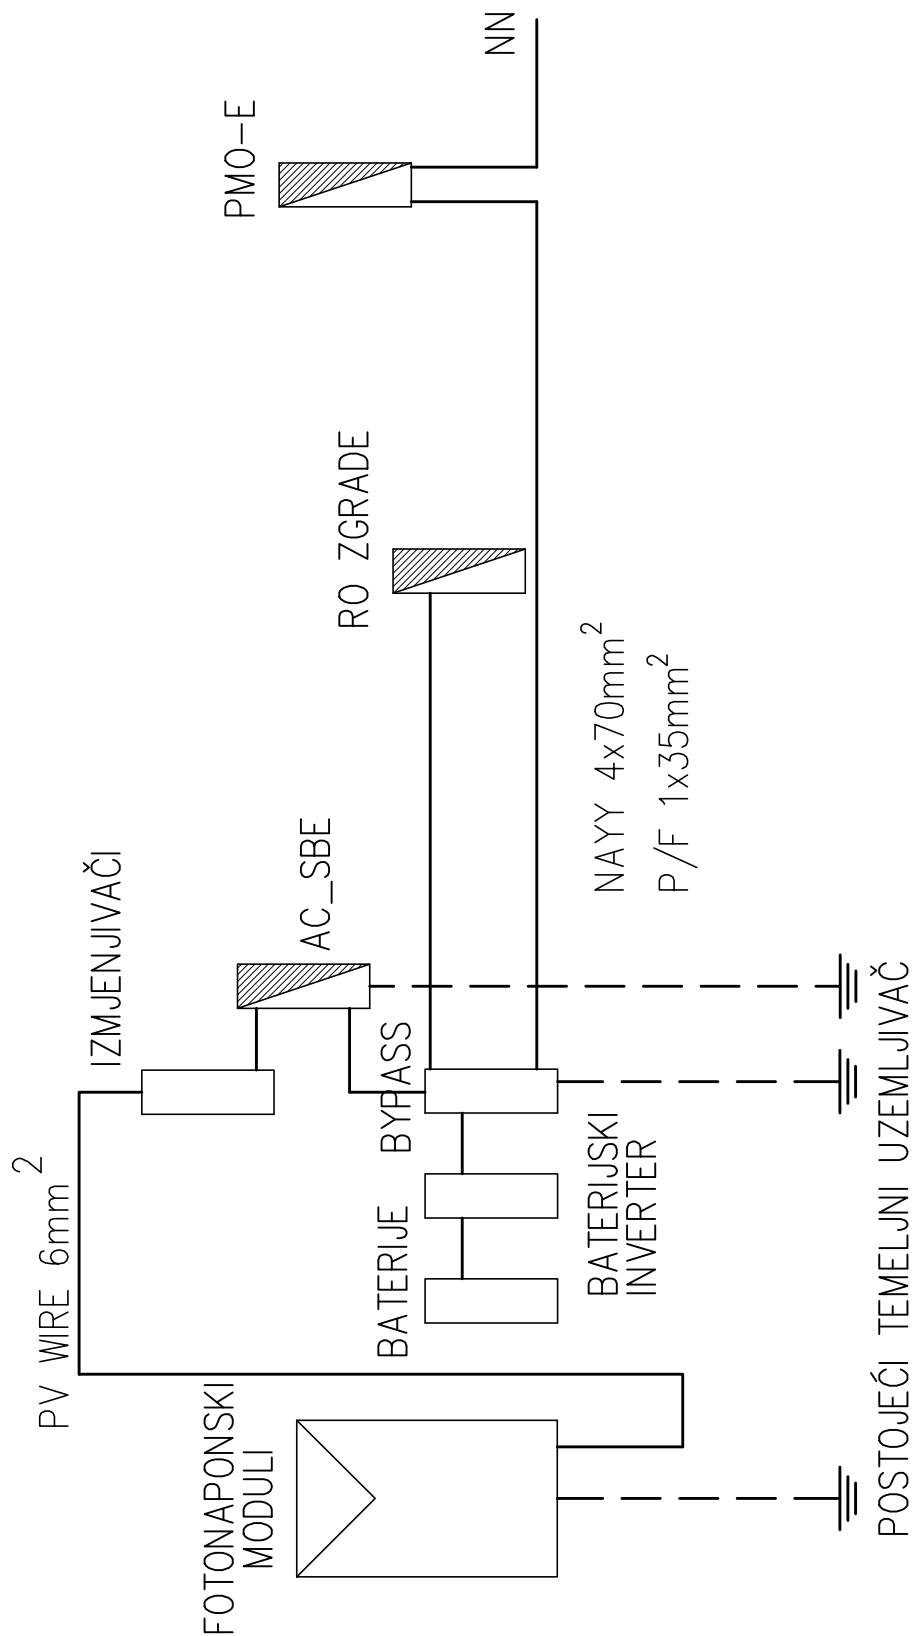 FOTONAPONSKI
MODULI
PV WIRE 6mm²
IZMJENJIVAČI
AC_SBE
BATERIJE
BYPASS
BATERIJSKI
INVERTER
RO ZGRADE
PMO-E
NN
NAYY 4x70mm²
P/F 1x35mm²
POSTOJEĆI TEMELJNI UZEMLJIVAČ